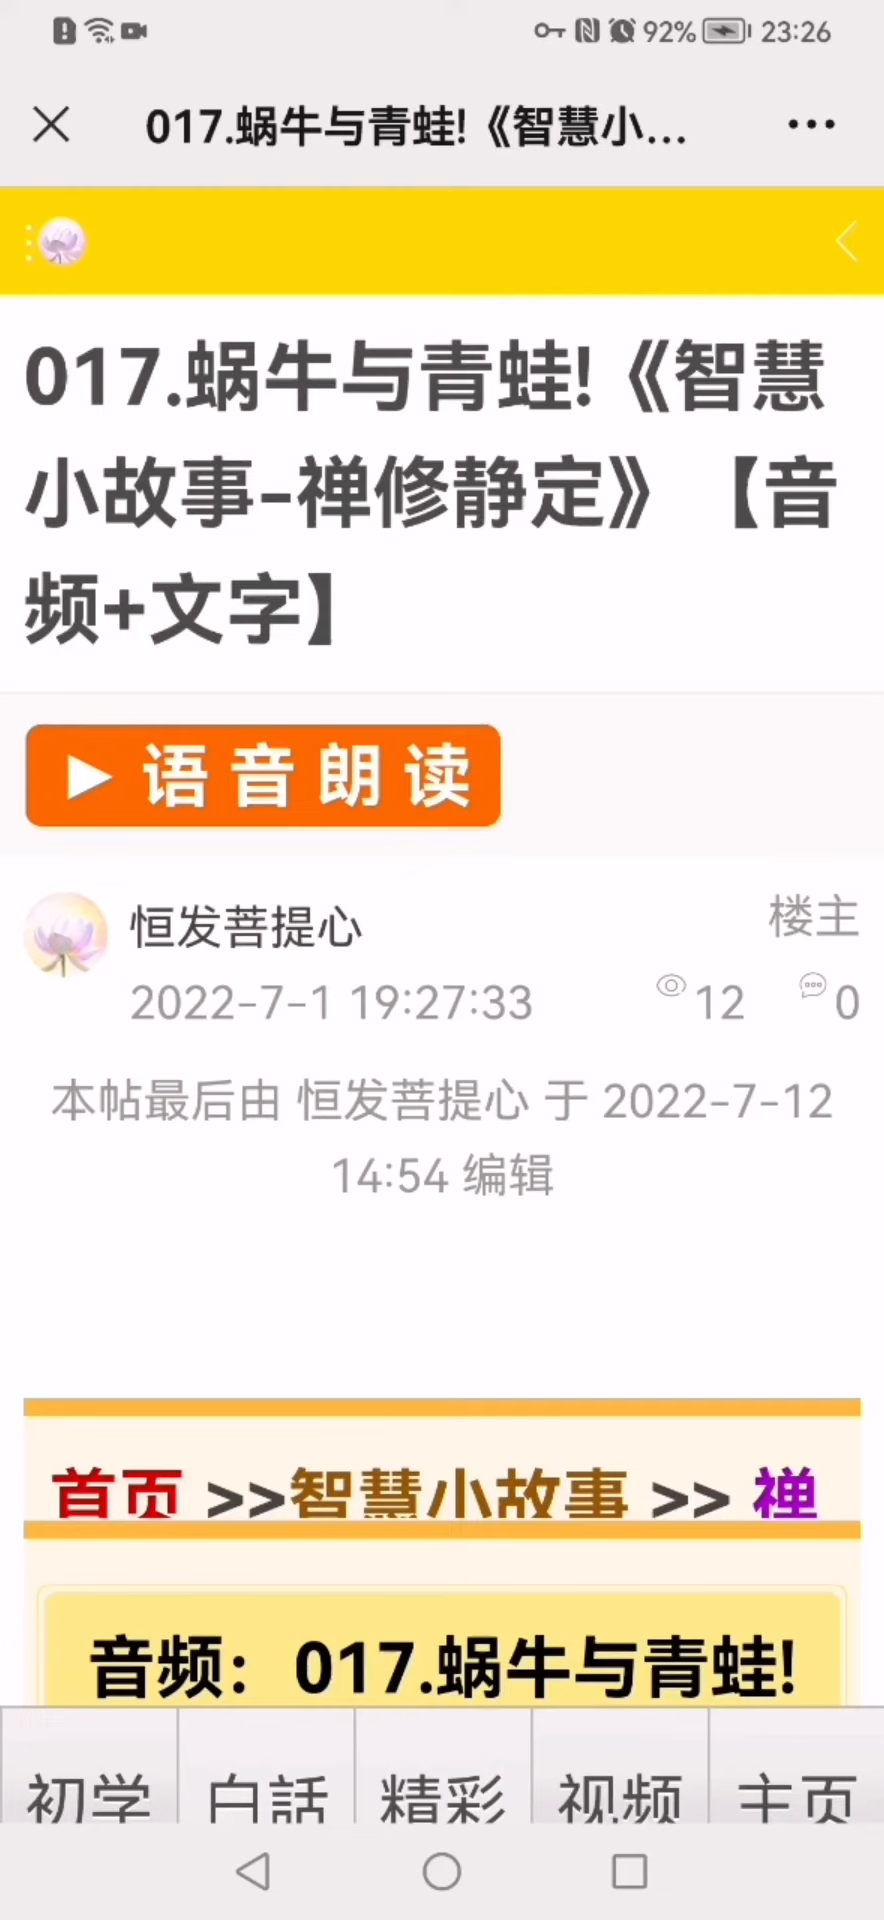 92% 23:26
017.蜗牛与青蛙!《智慧小...
017.蜗牛与青蛙!《智慧
小故事-禅修静定》【音
频+文字】
语音朗读
恒发菩提心 楼主
2022-7-1 19:27:33 12 0
本帖最后由 恒发菩提心 于 2022-7-12
14:54 编辑
首页 >>智慧小故事 >> 禅
音频：017.蜗牛与青蛙!
初学 白話 精彩 视频 主页